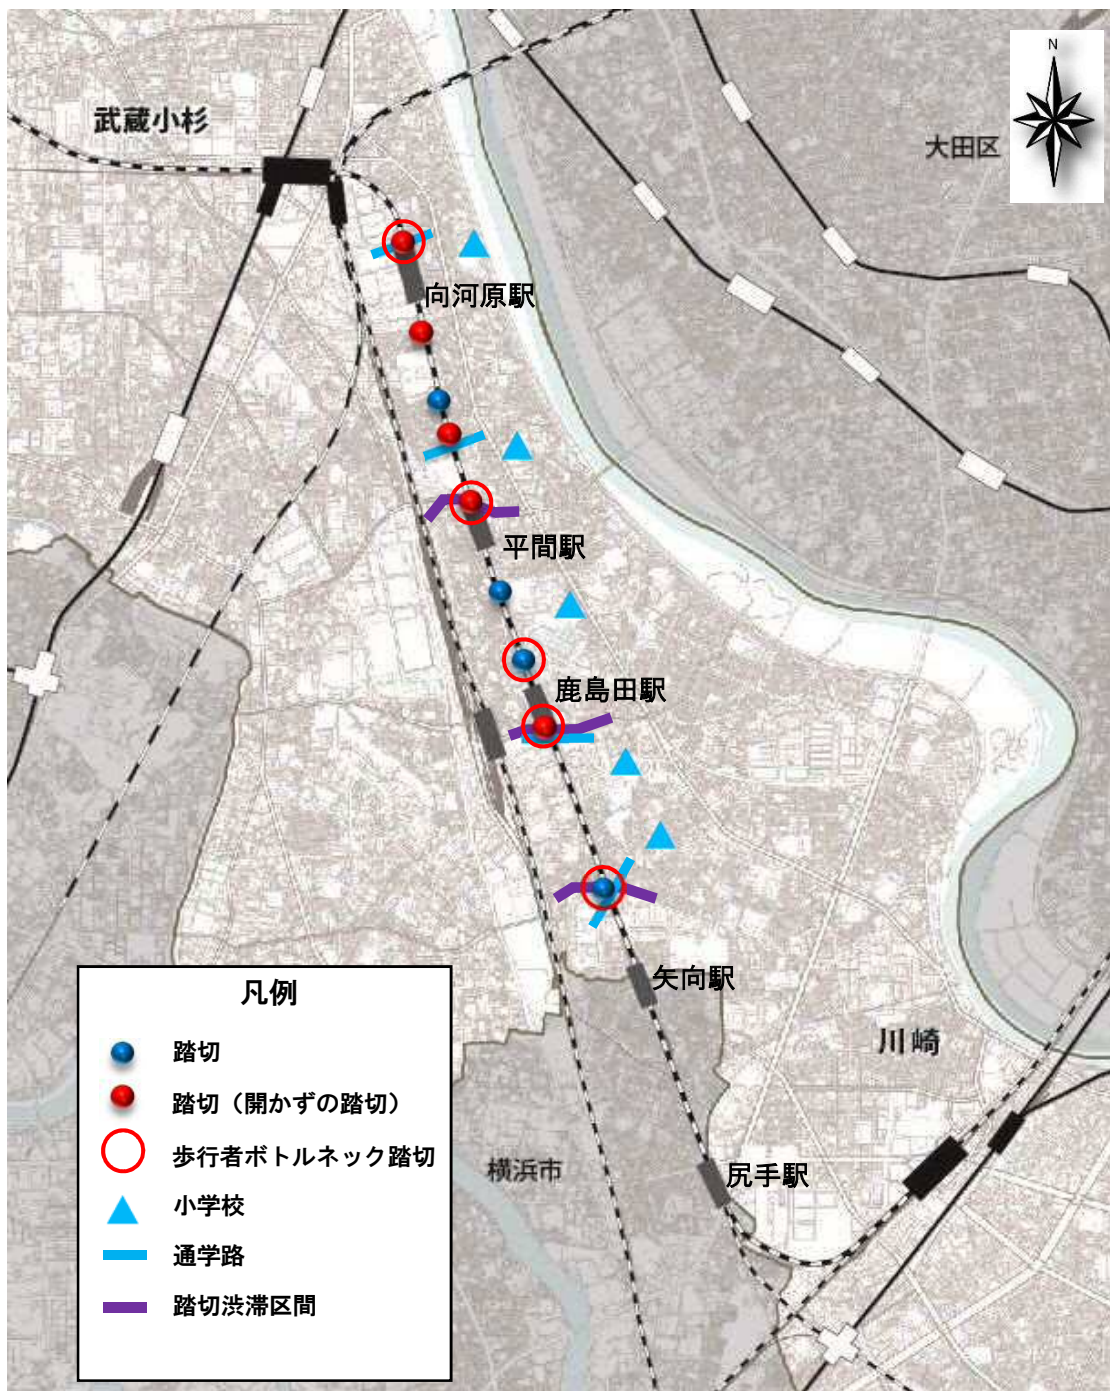 N
武蔵小杉
大田区
向河原駅
平間駅
鹿島田駅
矢向駅
川崎
横浜市
尻手駅
凡例
踏切
踏切（開かずの踏切）
歩行者ボトルネック踏切
小学校
通学路
踏切渋滞区間